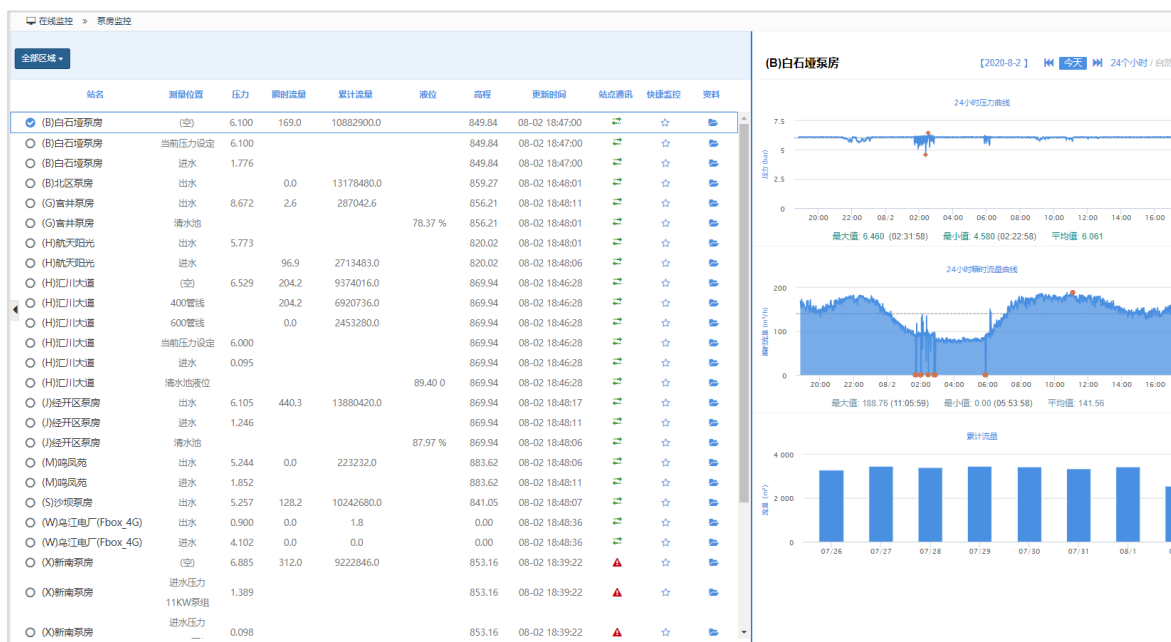 在线监控 » 泵房监控
全部区域
站名 测量位置 压力 瞬时流量 累计流量 液位 高程 更新时间 站点通讯 快捷监控 资料
(B)白石垭泵房 (空) 6.100 169.0 10882900.0 849.84 08-02 18:47:00
(B)白石垭泵房 当前压力设定 6.100 849.84 08-02 18:47:00
(B)白石垭泵房 进水 1.776 849.84 08-02 18:47:00
(B)北区泵房 出水 0.0 13178480.0 859.27 08-02 18:48:01
(G)官井泵房 出水 8.672 2.6 287042.6 856.21 08-02 18:48:11
(G)官井泵房 清水池 78.37 % 856.21 08-02 18:48:01
(H)航天阳光 出水 5.773 820.02 08-02 18:48:01
(H)航天阳光 进水 96.9 2713483.0 820.02 08-02 18:48:06
(H)汇川大道 (空) 6.529 204.2 9374016.0 869.94 08-02 18:46:28
(H)汇川大道 400管线 204.2 6920736.0 869.94 08-02 18:46:28
(H)汇川大道 600管线 0.0 2453280.0 869.94 08-02 18:46:28
(H)汇川大道 当前压力设定 6.000 869.94 08-02 18:46:28
(H)汇川大道 进水 0.095 869.94 08-02 18:46:28
(H)汇川大道 清水池液位 89.40 0 869.94 08-02 18:46:28
(J)经开区泵房 出水 6.105 440.3 13880420.0 869.94 08-02 18:48:17
(J)经开区泵房 进水 1.246 869.94 08-02 18:48:11
(J)经开区泵房 清水池 87.97 % 869.94 08-02 18:48:06
(M)鸣凤苑 出水 5.244 0.0 223232.0 883.62 08-02 18:48:06
(M)鸣凤苑 进水 1.852 883.62 08-02 18:48:11
(S)沙坝泵房 出水 5.257 128.2 10242680.0 841.05 08-02 18:48:07
(W)乌江电厂(Fbox_4G) 出水 0.900 0.0 1.8 0.00 08-02 18:48:36
(W)乌江电厂(Fbox_4G) 进水 4.102 0.0 0.0 0.00 08-02 18:48:36
(X)新南泵房 (空) 6.885 312.0 9222846.0 853.16 08-02 18:39:22
进水压力
(X)新南泵房 1.389 853.16 08-02 18:39:22
11KW泵组
进水压力
(X)新南泵房 0.098 853.16 08-02 18:39:22
(B)白石垭泵房 【2020-8-2 】 今天 24个小时 / 自然
24小时压力曲线
压力 (bar)
7.5
5
2.5
0
20:00 22:00 08/2 02:00 04:00 06:00 08:00 10:00 12:00 14:00 16:00
最大值: 6.460 (02:31:58) 最小值: 4.580 (02:22:58) 平均值: 6.061
24小时瞬时流量曲线
瞬时流量 (m³/h)
200
100
0
20:00 22:00 08/2 02:00 04:00 06:00 08:00 10:00 12:00 14:00 16:00
最大值: 188.76 (11:05:59) 最小值: 0.00 (05:53:58) 平均值: 141.56
累计流量
流量 (m³)
4 000
2 000
0
07/26 07/27 07/28 07/29 07/30 07/31 08/1